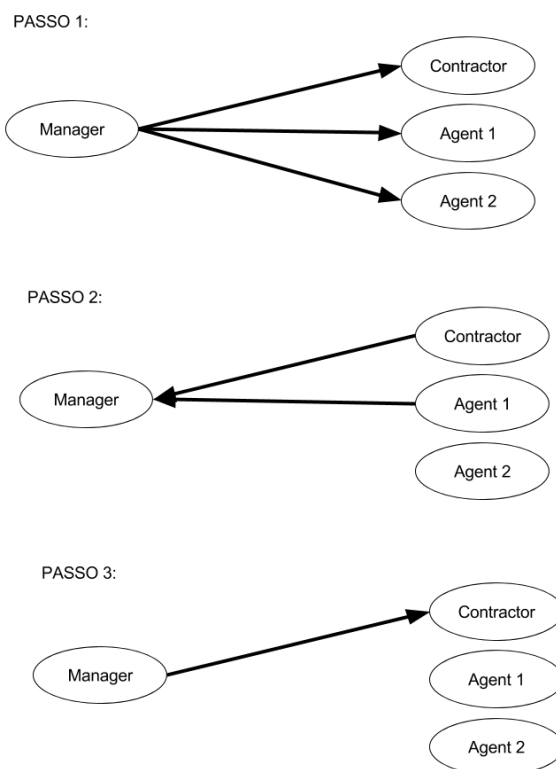 PASSO 1:
Contractor
Manager
Agent 1
Agent 2
PASSO 2:
Contractor
Manager
Agent 1
Agent 2
PASSO 3:
Contractor
Manager
Agent 1
Agent 2